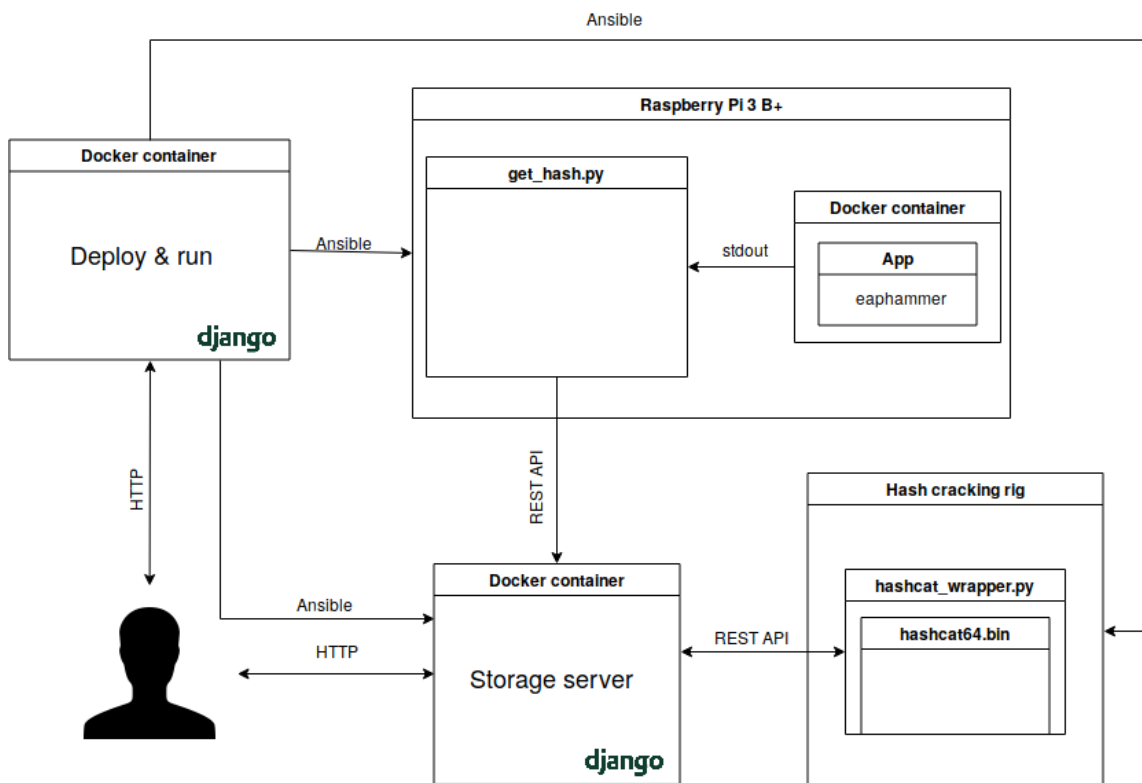 Ansible
Raspberry Pi 3 B+
Docker container
get_hash.py
Docker container
Deploy & run
Ansible
stdout
App
eaphammer
django
HTTP
REST API
Hash cracking rig
Docker container
hashcat_wrapper.py
Ansible
REST API
hashcat64.bin
HTTP
Storage server
django